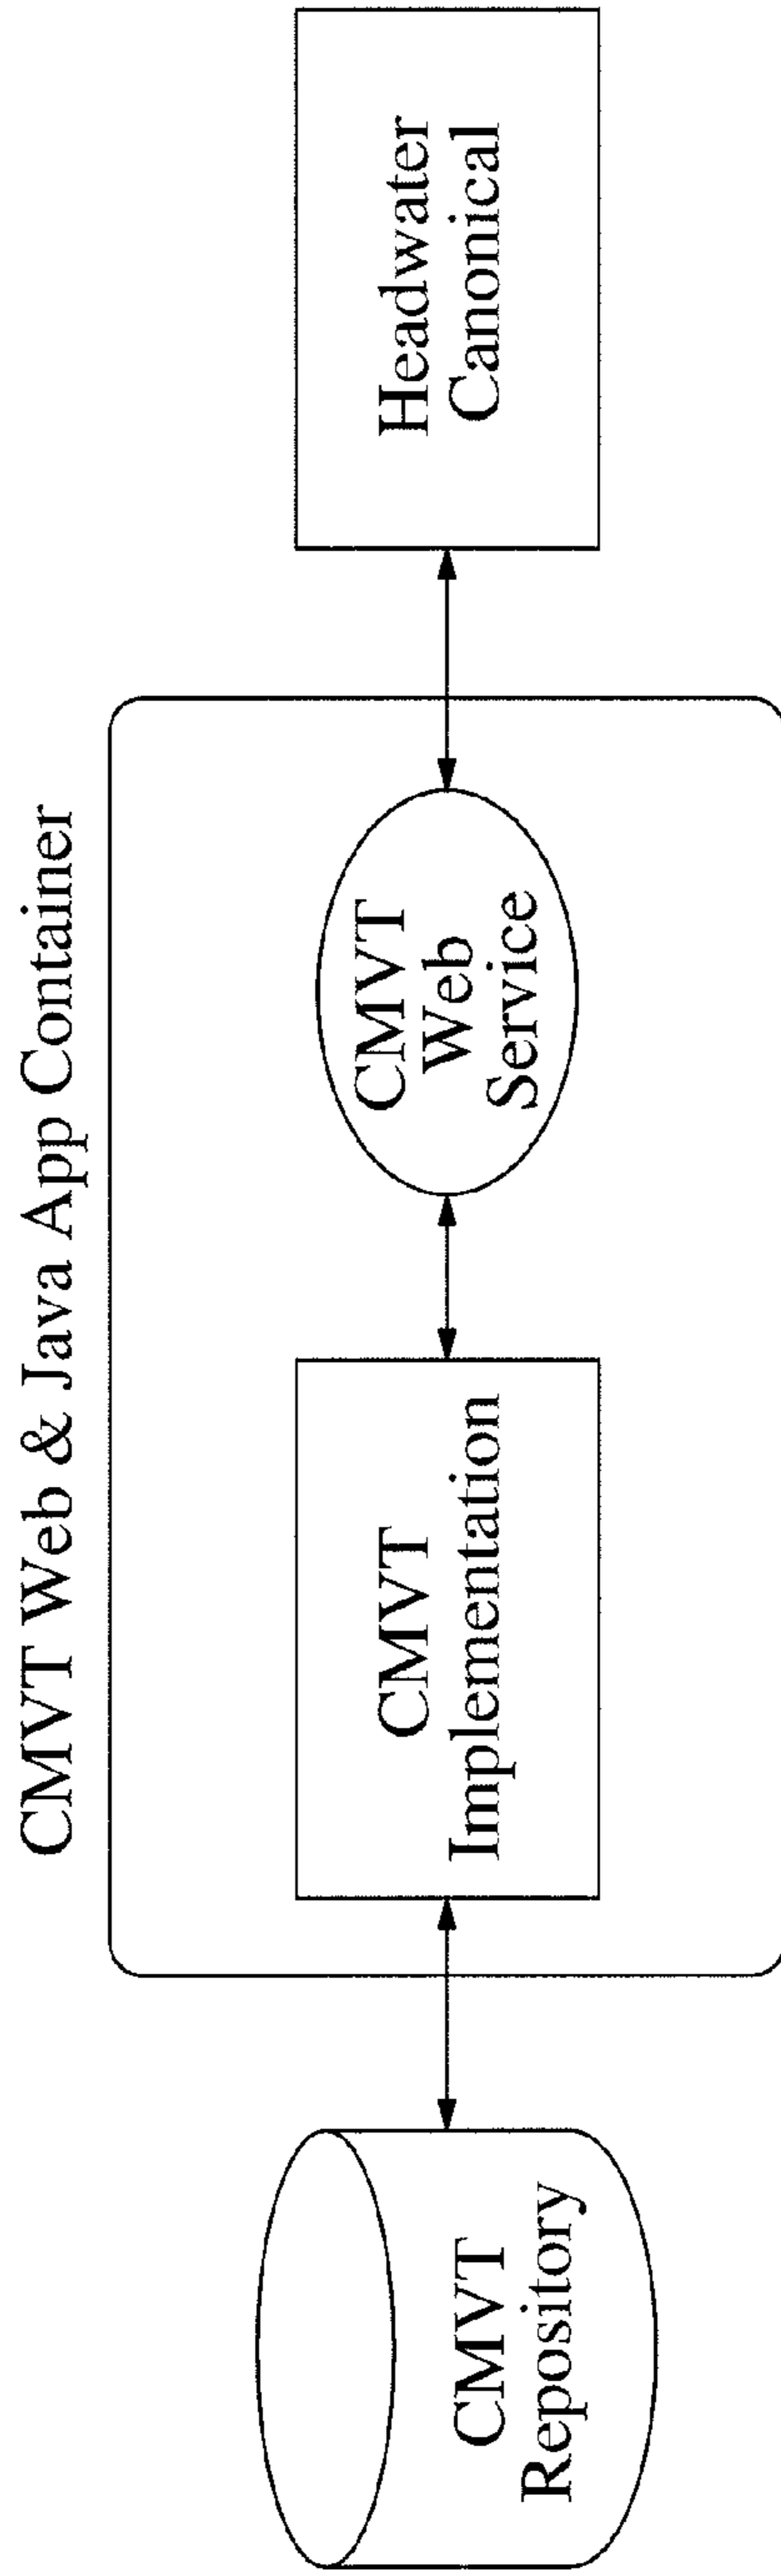 CMVT Web & Java App Container
CMVT
Repository
CMVT
Implementation
CMVT
Web
Service
Headwater
Canonical